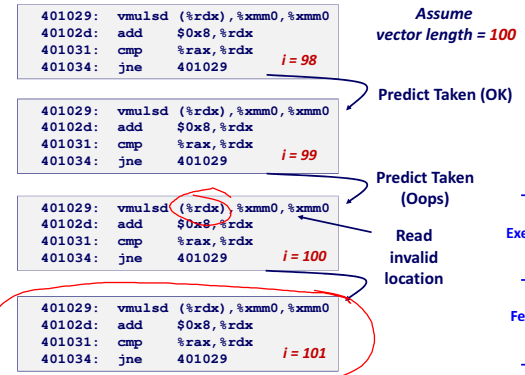 401029: vmulsd (%rdx),%xmm0,%xmm0
40102d: add $0x8,%rdx
401031: cmp %rax,%rdx
401034: jne 401029
i = 98
Assume
vector length = 100
Predict Taken (OK)
401029: vmulsd (%rdx),%xmm0,%xmm0
40102d: add $0x8,%rdx
401031: cmp %rax,%rdx
401034: jne 401029
i = 99
Predict Taken
(Oops)
401029: vmulsd (%rdx),%xmm0,%xmm0
40102d: add $0x8,%rdx
401031: cmp %rax,%rdx
401034: jne 401029
i = 100
Read
invalid
location
Exe
401029: vmulsd (%rdx),%xmm0,%xmm0
40102d: add $0x8,%rdx
401031: cmp %rax,%rdx
401034: jne 401029
i = 101
Fe